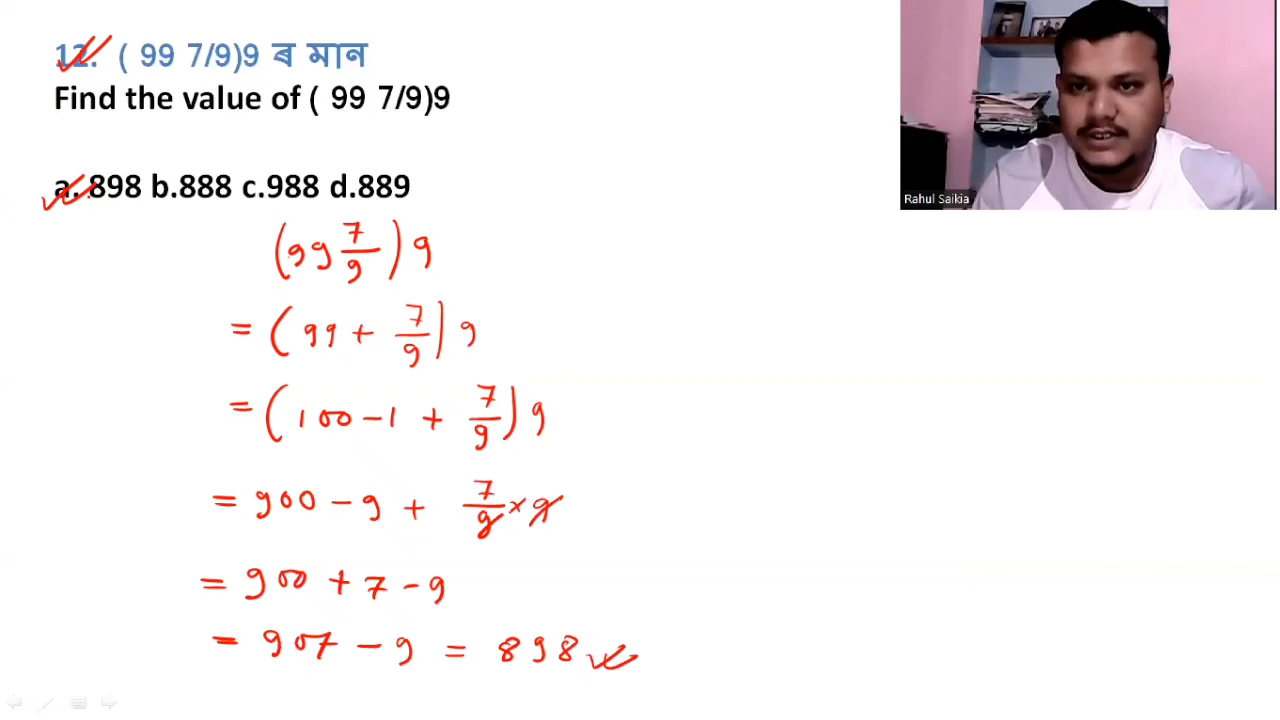 12. ( 99 7/9)9 ৰ মান
Find the value of ( 99 7/9)9
a. 898 b.888 c.988 d.889
(99 7/9) 9
= (99 + 7/9) 9
= (100 - 1 + 7/9) 9
= 900 - 9 + 7/9 × 9
= 900 + 7 - 9
= 907 - 9 = 898
Rahul Saikia